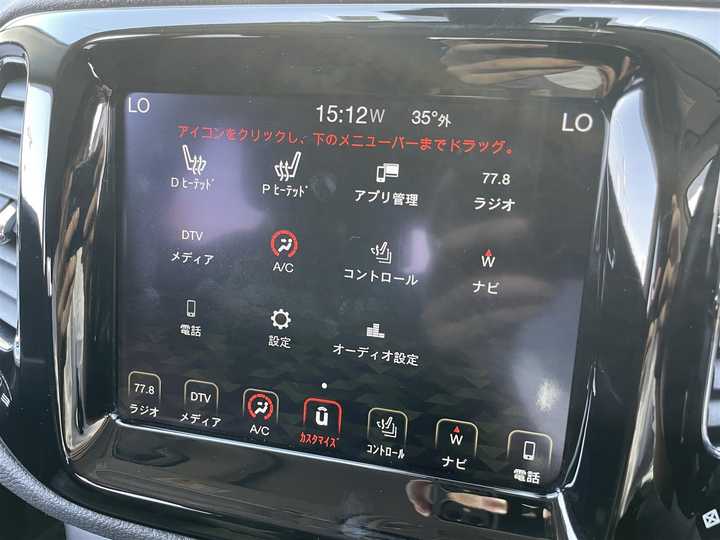 LO 15:12W 35°外 LO
アイコンをクリックし、下のメニューバーまでドラッグ。
Dﾋｰﾃｯﾄﾞ Pﾋｰﾃｯﾄﾞ アプリ管理 77.8 ラジオ
DTV メディア A/C コントロール W ナビ
電話 設定 オーディオ設定
77.8 DTV W
ラジオ メディア A/C ｶｽﾀﾏｲｽﾞ ｺﾝﾄﾛｰﾙ ナビ 電話